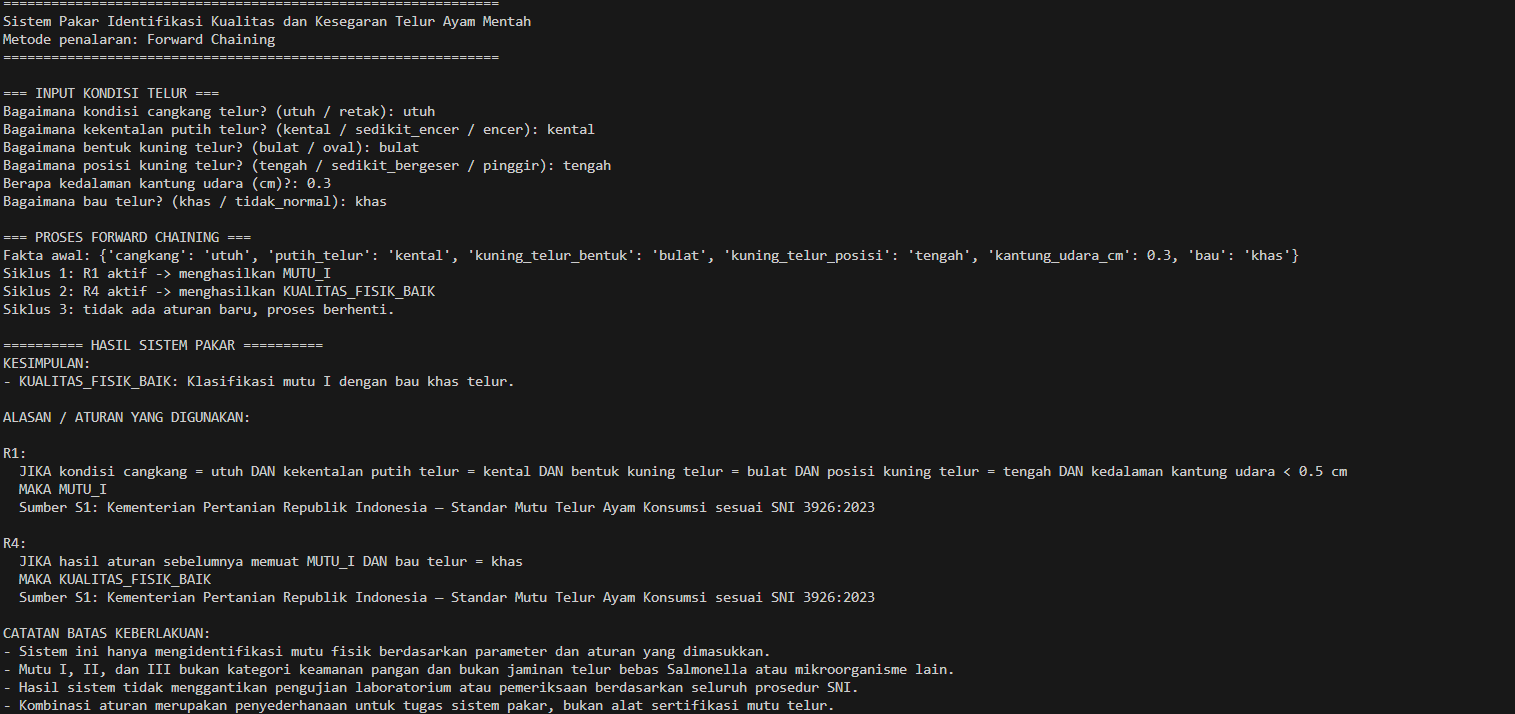 ==============================================================
Sistem Pakar Identifikasi Kualitas dan Kesegaran Telur Ayam Mentah
Metode penalaran: Forward Chaining
==============================================================
=== INPUT KONDISI TELUR ===
Bagaimana kondisi cangkang telur? (utuh / retak): utuh
Bagaimana kekentalan putih telur? (kental / sedikit_encer / encer): kental
Bagaimana bentuk kuning telur? (bulat / oval): bulat
Bagaimana posisi kuning telur? (tengah / sedikit_bergeser / pinggir): tengah
Berapa kedalaman kantung udara (cm)?: 0.3
Bagaimana bau telur? (khas / tidak_normal): khas
=== PROSES FORWARD CHAINING ===
Fakta awal: {'cangkang': 'utuh', 'putih_telur': 'kental', 'kuning_telur_bentuk': 'bulat', 'kuning_telur_posisi': 'tengah', 'kantung_udara_cm': 0.3, 'bau': 'khas'}
Siklus 1: R1 aktif -> menghasilkan MUTU_I
Siklus 2: R4 aktif -> menghasilkan KUALITAS_FISIK_BAIK
Siklus 3: tidak ada aturan baru, proses berhenti.
========== HASIL SISTEM PAKAR ==========
KESIMPULAN:
- KUALITAS_FISIK_BAIK: Klasifikasi mutu I dengan bau khas telur.
ALASAN / ATURAN YANG DIGUNAKAN:
R1:
JIKA kondisi cangkang = utuh DAN kekentalan putih telur = kental DAN bentuk kuning telur = bulat DAN posisi kuning telur = tengah DAN kedalaman kantung udara < 0.5 cm
MAKA MUTU_I
Sumber S1: Kementerian Pertanian Republik Indonesia — Standar Mutu Telur Ayam Konsumsi sesuai SNI 3926:2023
R4:
JIKA hasil aturan sebelumnya memuat MUTU_I DAN bau telur = khas
MAKA KUALITAS_FISIK_BAIK
Sumber S1: Kementerian Pertanian Republik Indonesia — Standar Mutu Telur Ayam Konsumsi sesuai SNI 3926:2023
CATATAN BATAS KEBERLAKUAN:
- Sistem ini hanya mengidentifikasi mutu fisik berdasarkan parameter dan aturan yang dimasukkan.
- Mutu I, II, dan III bukan kategori keamanan pangan dan bukan jaminan telur bebas Salmonella atau mikroorganisme lain.
- Hasil sistem tidak menggantikan pengujian laboratorium atau pemeriksaan berdasarkan seluruh prosedur SNI.
- Kombinasi aturan merupakan penyederhanaan untuk tugas sistem pakar, bukan alat sertifikasi mutu telur.